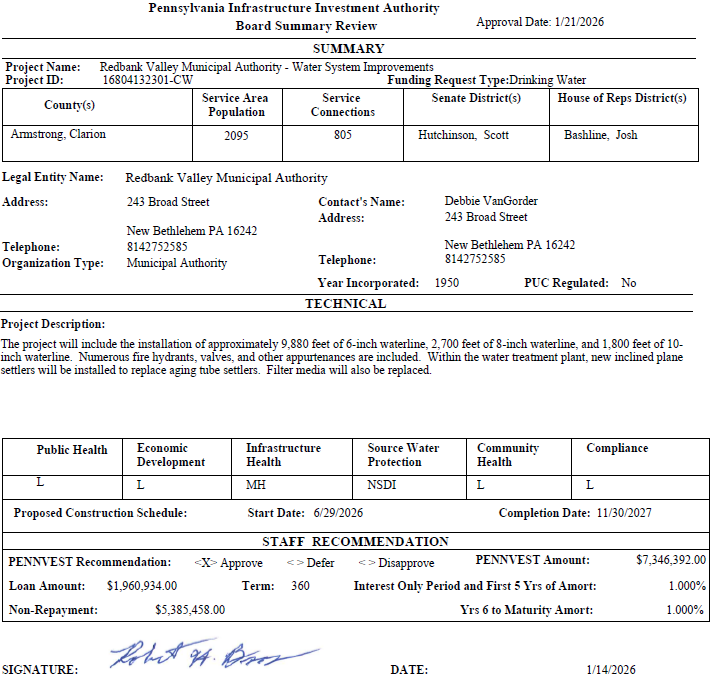 Pennsylvania Infrastructure Investment Authority
Board Summary Review
Approval Date: 1/21/2026
SUMMARY
Project Name: Redbank Valley Municipal Authority - Water System Improvements
Project ID: 16804132301-CW Funding Request Type:Drinking Water
County(s) Service Area Population Service Connections Senate District(s) House of Reps District(s)
Armstrong, Clarion 2095 805 Hutchinson, Scott Bashline, Josh
Legal Entity Name: Redbank Valley Municipal Authority
Address: 243 Broad Street Contact's Name: Debbie VanGorder
Address: 243 Broad Street
New Bethlehem PA 16242 New Bethlehem PA 16242
Telephone: 8142752585 Telephone: 8142752585
Organization Type: Municipal Authority
Year Incorporated: 1950 PUC Regulated: No
TECHNICAL
Project Description:
The project will include the installation of approximately 9,880 feet of 6-inch waterline, 2,700 feet of 8-inch waterline, and 1,800 feet of 10-
inch waterline. Numerous fire hydrants, valves, and other appurtenances are included. Within the water treatment plant, new inclined plane
settlers will be installed to replace aging tube settlers. Filter media will also be replaced.
Public Health Economic Development Infrastructure Health Source Water Protection Community Health Compliance
L L MH NSDI L L
Proposed Construction Schedule: Start Date: 6/29/2026 Completion Date: 11/30/2027
STAFF RECOMMENDATION
PENNVEST Recommendation: <X> Approve < > Defer < > Disapprove PENNVEST Amount: $7,346,392.00
Loan Amount: $1,960,934.00 Term: 360 Interest Only Period and First 5 Yrs of Amort: 1.000%
Non-Repayment: $5,385,458.00 Yrs 6 to Maturity Amort: 1.000%
SIGNATURE: DATE: 1/14/2026